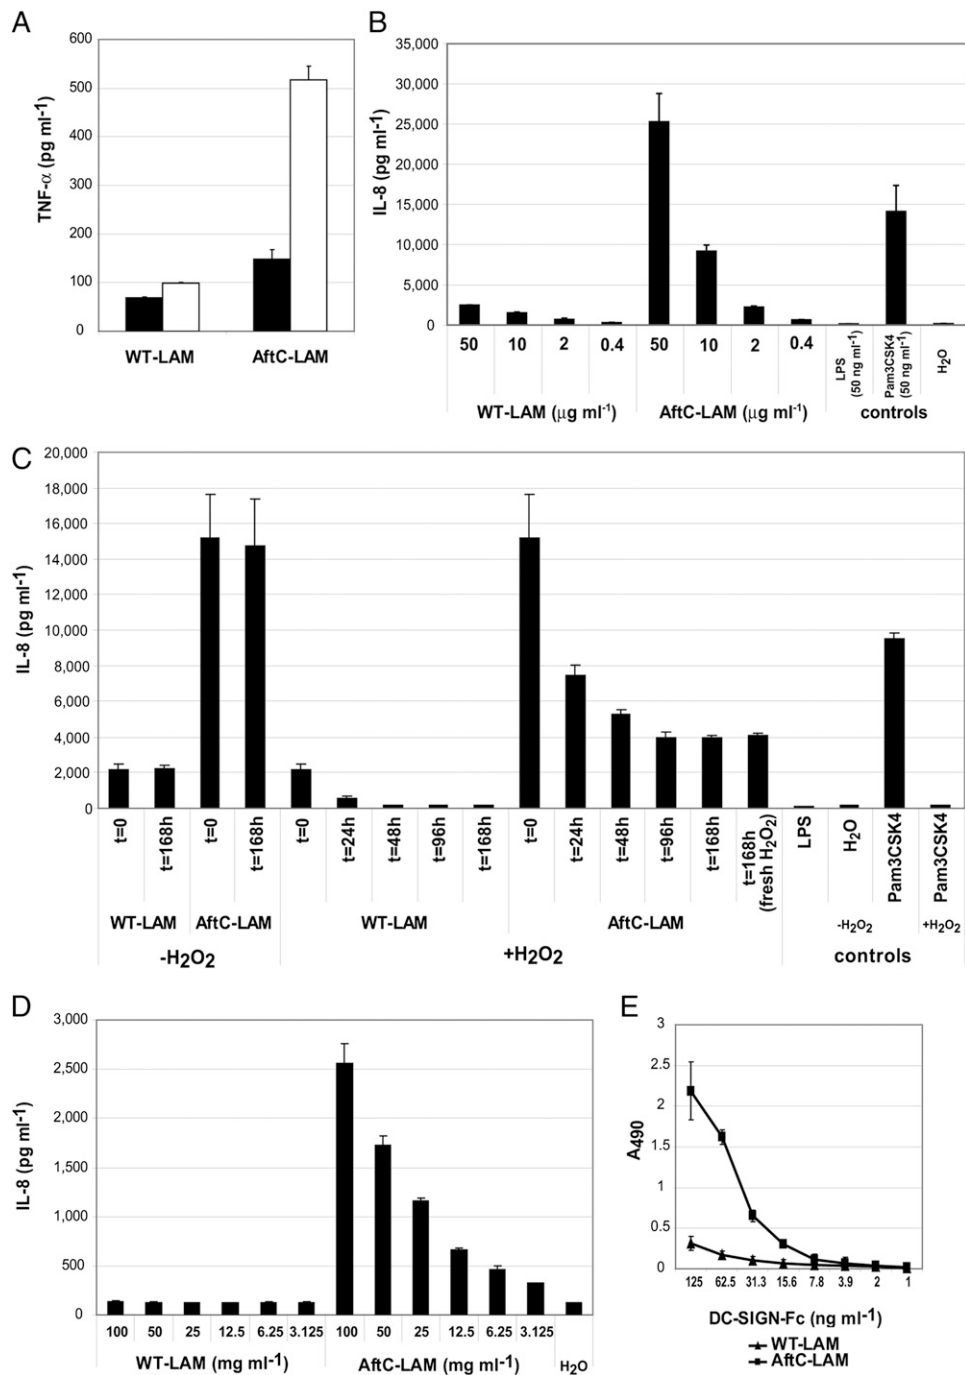 A
600
500
400
300
200
100
0
TNF-α (pg ml-1)
WT-LAM AftC-LAM
B
35,000
30,000
25,000
20,000
15,000
10,000
5,000
0
IL-8 (pg ml-1)
50 10 2 0.4 50 10 2 0.4
LPS
(50 ng ml-1)
Pam3CSK4
(50 ng ml-1)
H2O
WT-LAM (μg ml-1) AftC-LAM (μg ml-1) controls
C
20,000
18,000
16,000
14,000
12,000
10,000
8,000
6,000
4,000
2,000
0
IL-8 (pg ml-1)
t=0
t=168h
t=0
t=168h
t=0
t=24h
t=48h
t=96h
t=168h
t=0
t=24h
t=48h
t=96h
t=168h
t=168h
(fresh H2O2)
LPS
H2O
Pam3CSK4
Pam3CSK4
WT-LAM AftC-LAM WT-LAM AftC-LAM -H2O2 +H2O2
-H2O2 +H2O2 controls
D
3,000
2,500
2,000
1,500
1,000
500
0
IL-8 (pg ml-1)
100 50 25 12.5 6.25 3.125 100 50 25 12.5 6.25 3.125
WT-LAM (mg ml-1) AftC-LAM (mg ml-1) H2O
E
3
2.5
2
1.5
1
0.5
0
A490
125 62.5 31.3 15.6 7.8 3.9 2 1
DC-SIGN-Fc (ng ml-1)
WT-LAM
AftC-LAM